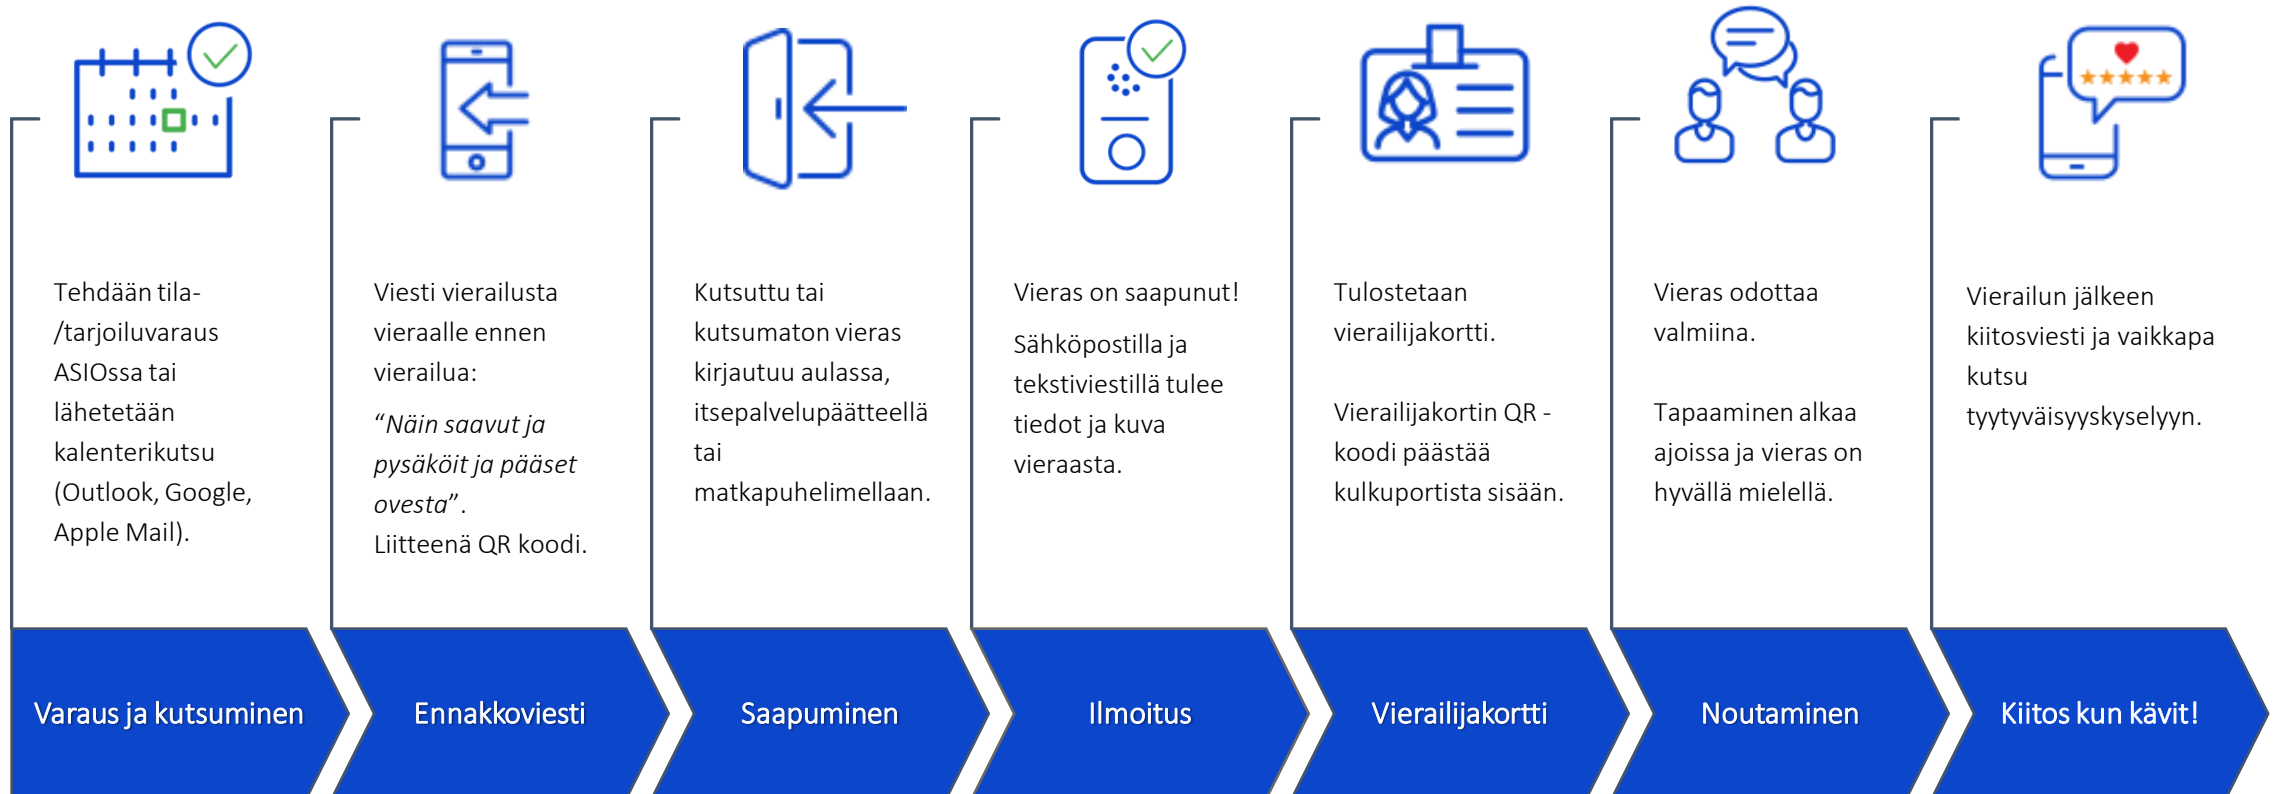 Tehdään tila-
/tarjoiluvaraus
ASIOssa tai
lähetetään
kalenterikutsu
(Outlook, Google,
Apple Mail).
Varaus ja kutsuminen
Viesti vierailusta
vieraalle ennen
vierailua:
“Näin saavut ja
pysäköit ja pääset
ovesta”.
Liitteenä QR koodi.
Ennakkoviesti
Kutsuttu tai
kutsumaton vieras
kirjautuu aulassa,
itsepalvelupäätteellä
tai
matkapuhelimellaan.
Saapuminen
Vieras on saapunut!
Sähköpostilla ja
tekstiviestillä tulee
tiedot ja kuva
vieraasta.
Ilmoitus
Tulostetaan
vierailijakortti.
Vierailijakortin QR -
koodi päästää
kulkuportista sisään.
Vierailijakortti
Vieras odottaa
valmiina.
Tapaaminen alkaa
ajoissa ja vieras on
hyvällä mielellä.
Noutaminen
Vierailun jälkeen
kiitosviesti ja vaikkapa
kutsu
tyytyväisyyskyselyyn.
Kiitos kun kävit!